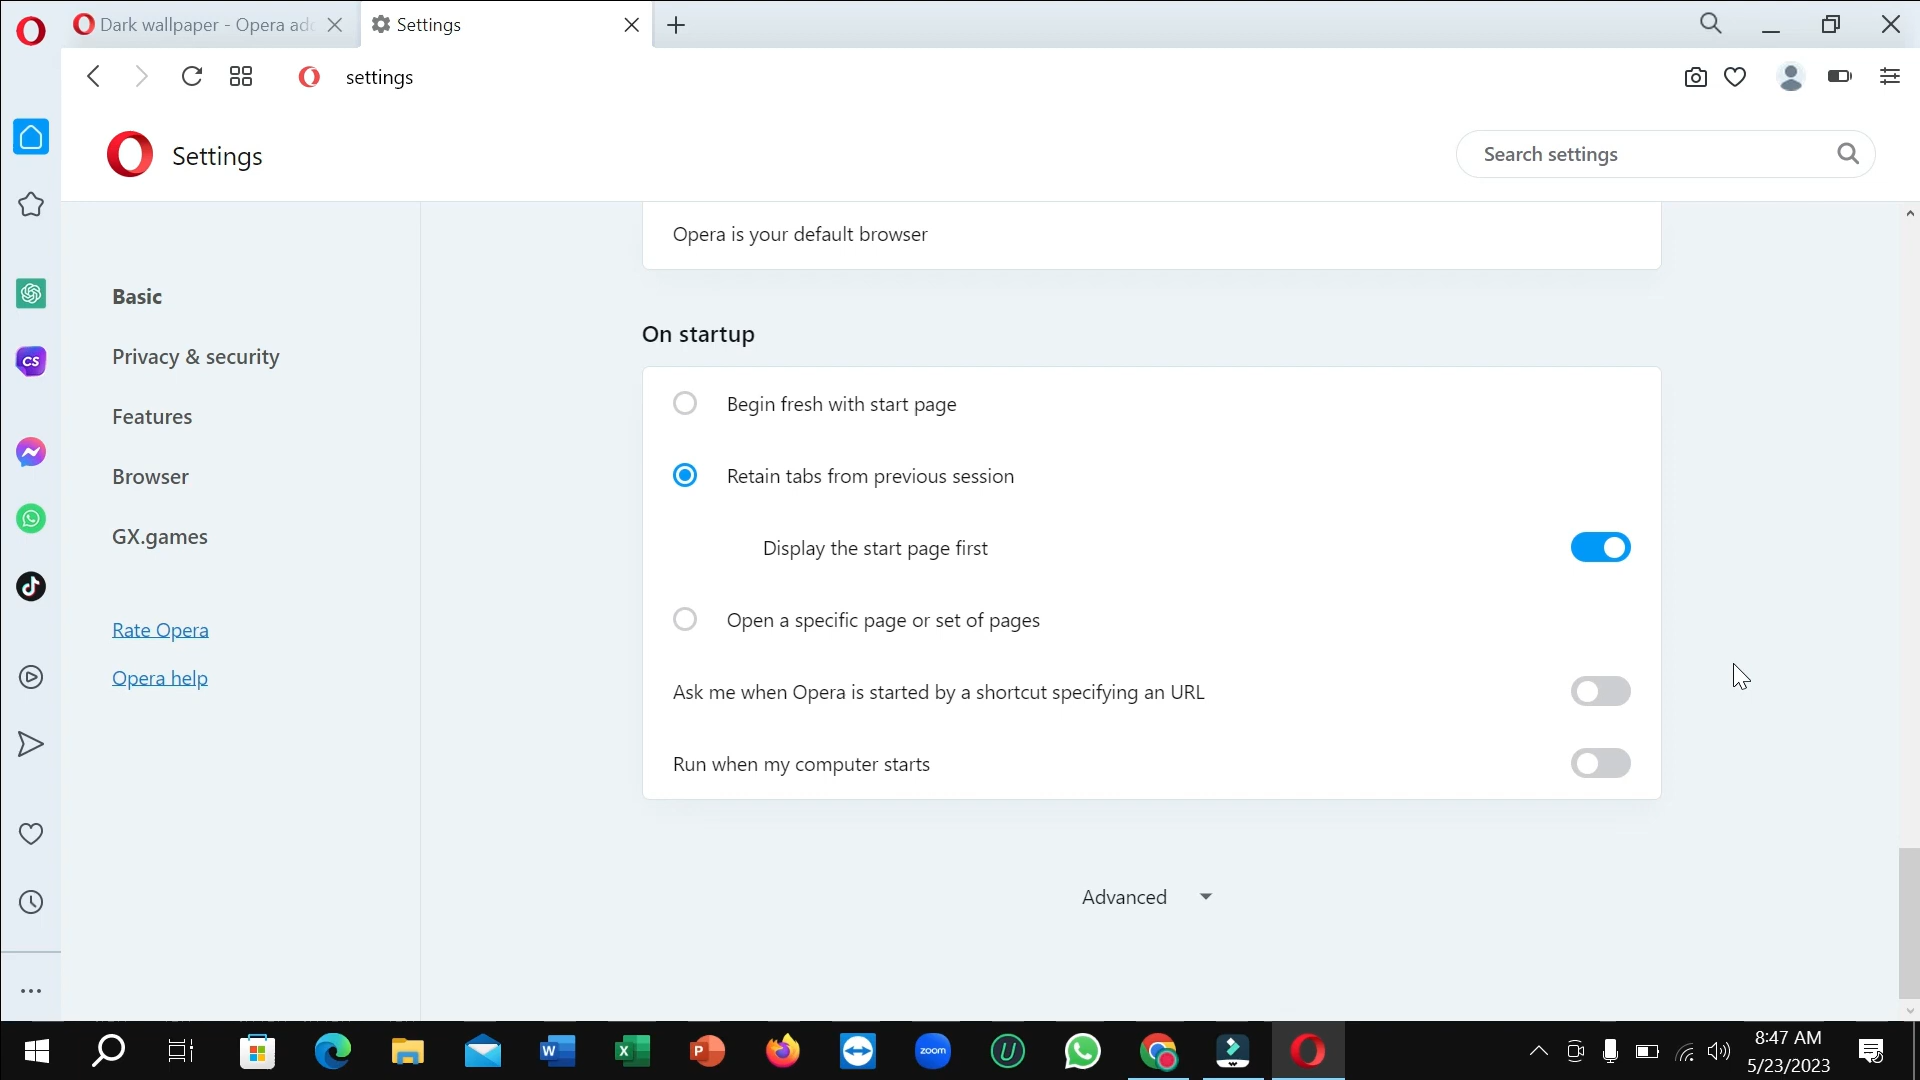 Dark wallpaper - Opera add
Settings
settings
Settings
Search settings
Opera is your default browser
Basic
Privacy & security
Features
Browser
GX.games
Rate Opera
Opera help
On startup
Begin fresh with start page
Retain tabs from previous session
Display the start page first
Open a specific page or set of pages
Ask me when Opera is started by a shortcut specifying an URL
Run when my computer starts
Advanced
CS
W
X
P
zoom
U
8:47 AM
5/23/2023